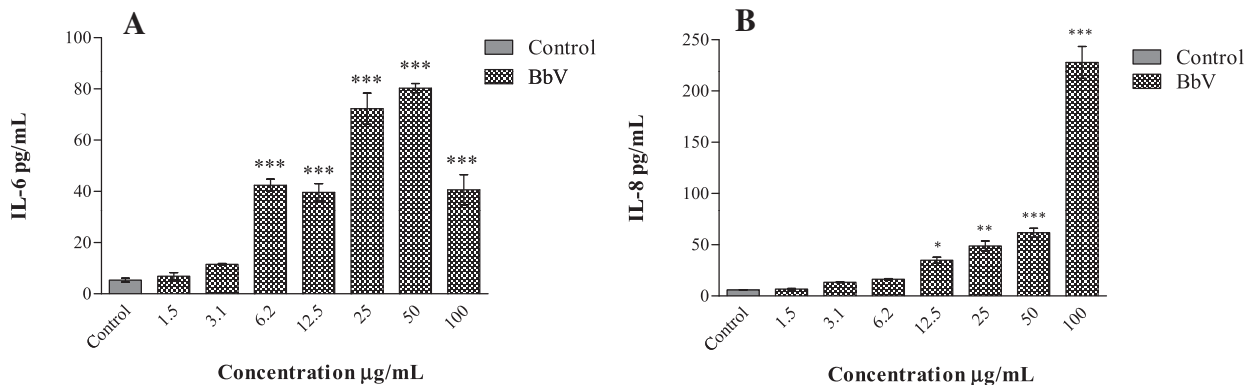 A
IL-6 pg/mL
100
80
60
40
20
0
***
***
***
***
***
Control
BbV
Control
1.5
3.1
6.2
12.5
25
50
100
Concentration µg/mL
B
IL-8 pg/mL
250
200
150
100
50
0
*
**
***
***
Control
BbV
Control
1.5
3.1
6.2
12.5
25
50
100
Concentration µg/mL